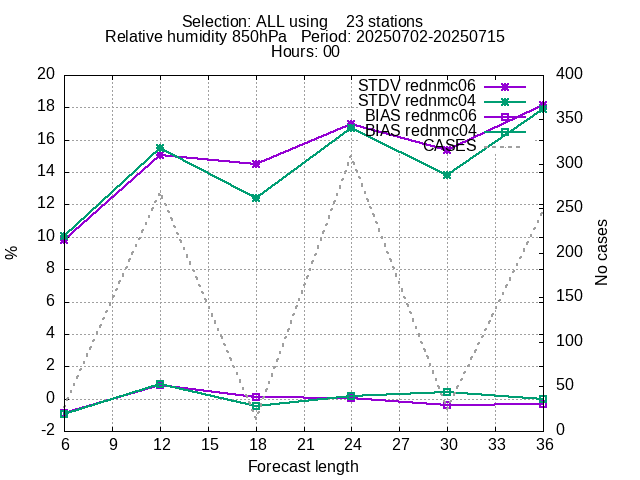 Selection: ALL using    23 stations
Relative humidity 850hPa   Period: 20250702-20250715
Hours: 00
STDV rednmc06
STDV rednmc04
BIAS rednmc06
BIAS rednmc04
CASES
20
18
16
14
12
10
8
6
4
2
0
-2
%
400
350
300
250
200
150
100
50
0
No cases
6 9 12 15 18 21 24 27 30 33 36
Forecast length